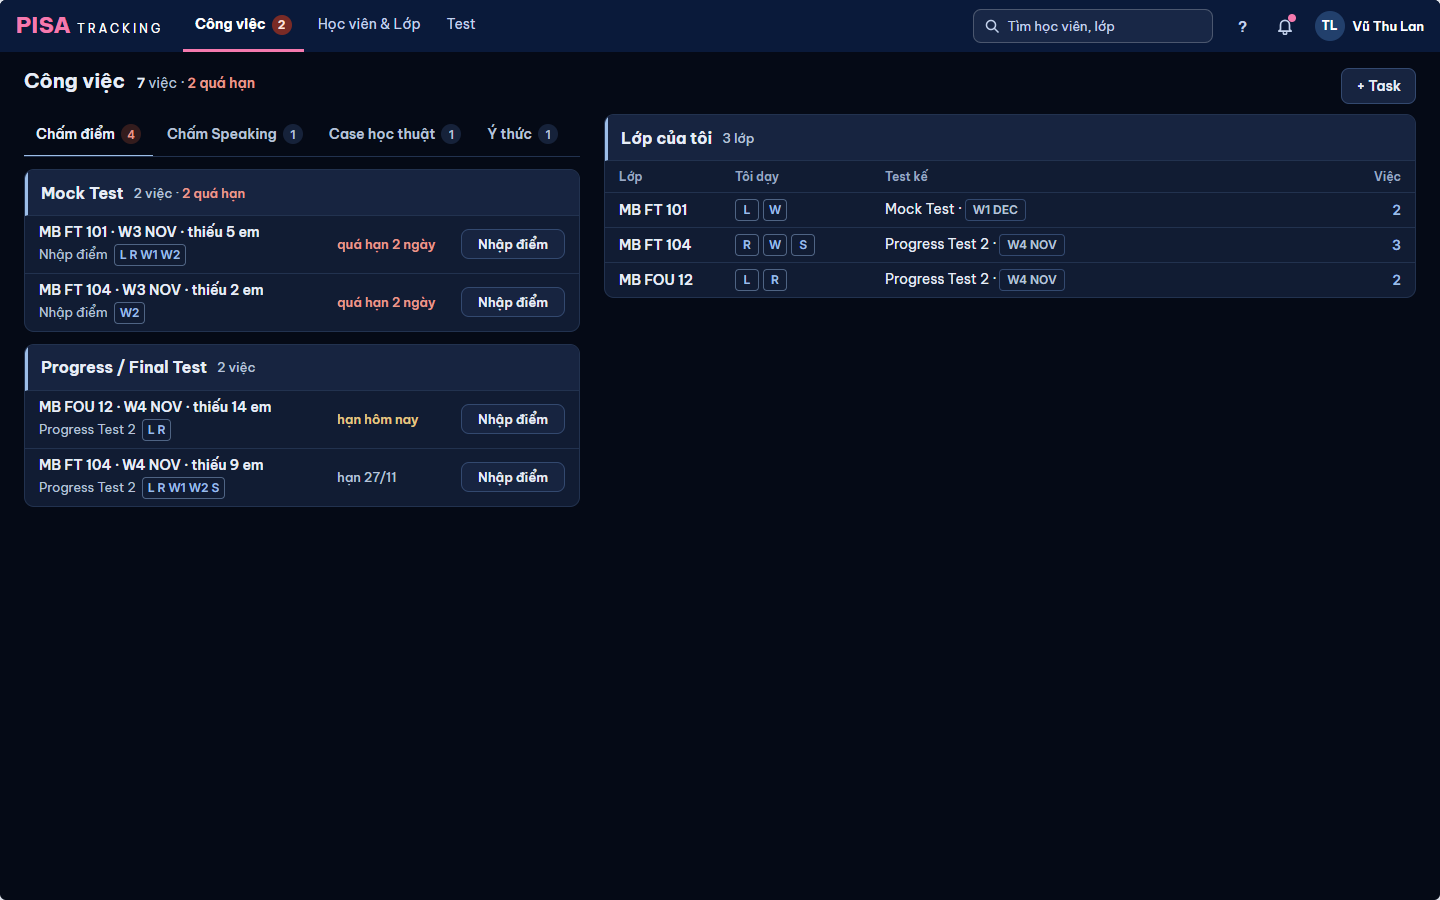 PISA TRACKING Công việc 2 Học viên & Lớp Test Tìm học viên, lớp ? TL Vũ Thu Lan
Công việc 7 việc · 2 quá hạn + Task
Chấm điểm 4 Chấm Speaking 1 Case học thuật 1 Ý thức 1
Mock Test 2 việc · 2 quá hạn
MB FT 101 · W3 NOV · thiếu 5 em
Nhập điểm L R W1 W2
quá hạn 2 ngày
Nhập điểm
MB FT 104 · W3 NOV · thiếu 2 em
Nhập điểm W2
quá hạn 2 ngày
Nhập điểm
Progress / Final Test 2 việc
MB FOU 12 · W4 NOV · thiếu 14 em
Progress Test 2 L R
hạn hôm nay
Nhập điểm
MB FT 104 · W4 NOV · thiếu 9 em
Progress Test 2 L R W1 W2 S
hạn 27/11
Nhập điểm
Lớp của tôi 3 lớp
Lớp Tôi dạy Test kế Việc
MB FT 101 L W Mock Test · W1 DEC 2
MB FT 104 R W S Progress Test 2 · W4 NOV 3
MB FOU 12 L R Progress Test 2 · W4 NOV 2